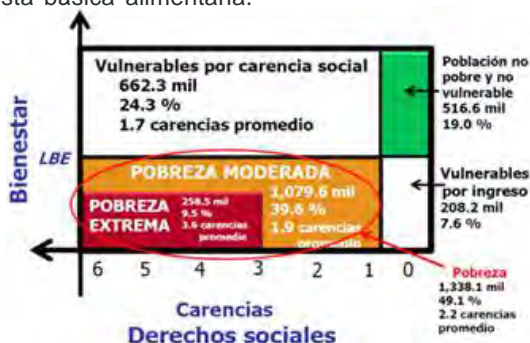 sta básica alimentaria.
Vulnerables por carencia social
662.3 mil
24.3 %
1.7 carencias promedio
Población no
pobre y no
vulnerable
516.6 mil
19.0 %
Bienestar
LBE
POBREZA MODERADA
1,079.6 mil
39.6 %
1.9 carencias
promedio
POBREZA
EXTREMA
258.5 mil
9.5 %
3.6 carencias
promedio
Vulnerables
por ingreso
208.2 mil
7.6 %
6 5 4 3 2 1 0
Pobreza
1,338.1 mil
49.1 %
2.2 carencias
promedio
Carencias
Derechos sociales